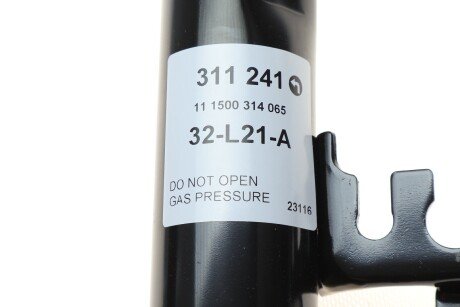 311 241
11 1500 314 065
32-L21-A
DO NOT OPEN
GAS PRESSURE 23116